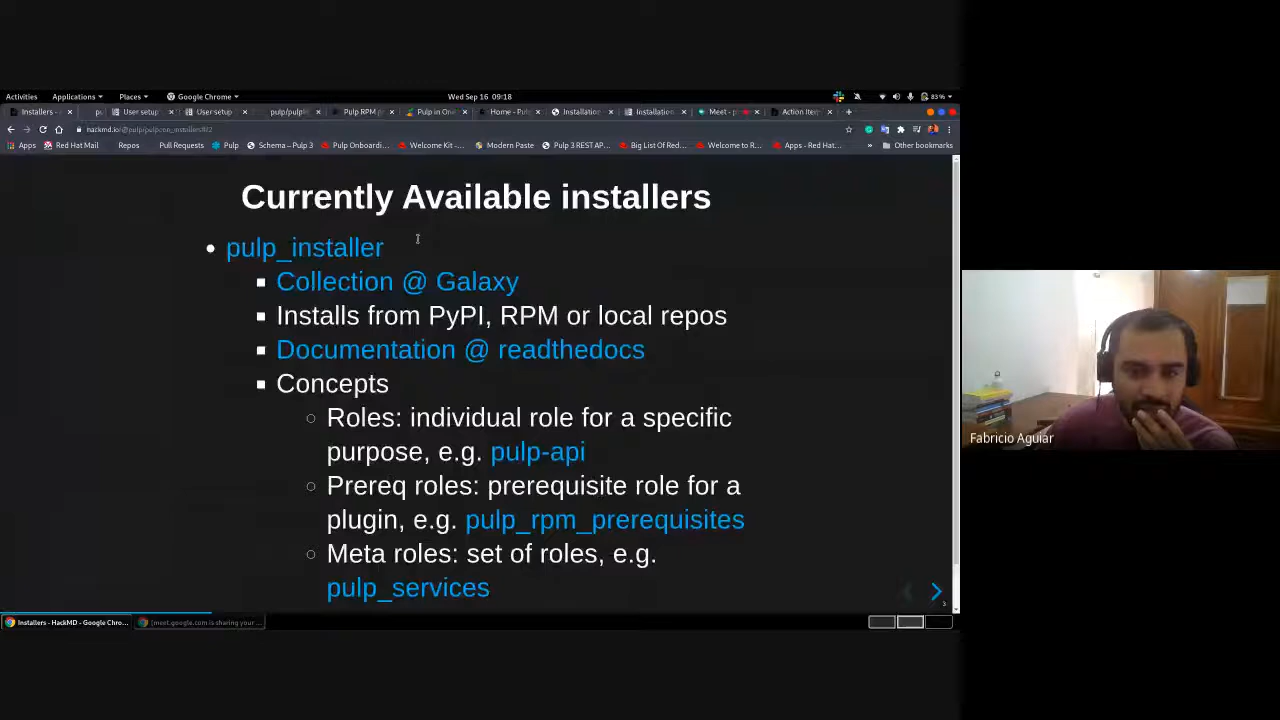 Activities Applications Places Google Chrome Wed Sep 16 09:18 83%
Installers - User setup User setup pulp/pulp Pulp RPM Pulp in One Home - Pul Installation Installation Meet - Action Item
Apps Red Hat Mail Repos Pull Requests Pulp Schema – Pulp 3 Pulp Onboardi... Welcome Kit -... Modern Paste Pulp 3 REST AP... Big List Of Red... Welcome to R... Apps - Red Hat... » Other bookmarks
Currently Available installers
pulp_installer
Collection @ Galaxy
Installs from PyPI, RPM or local repos
Documentation @ readthedocs
Concepts
Roles: individual role for a specific
purpose, e.g. pulp-api
Prereq roles: prerequisite role for a
plugin, e.g. pulp_rpm_prerequisites
Meta roles: set of roles, e.g.
pulp_services
3
Fabricio Aguiar
Installers - HackMD - Google Chro... [meet.google.com is sharing your ...